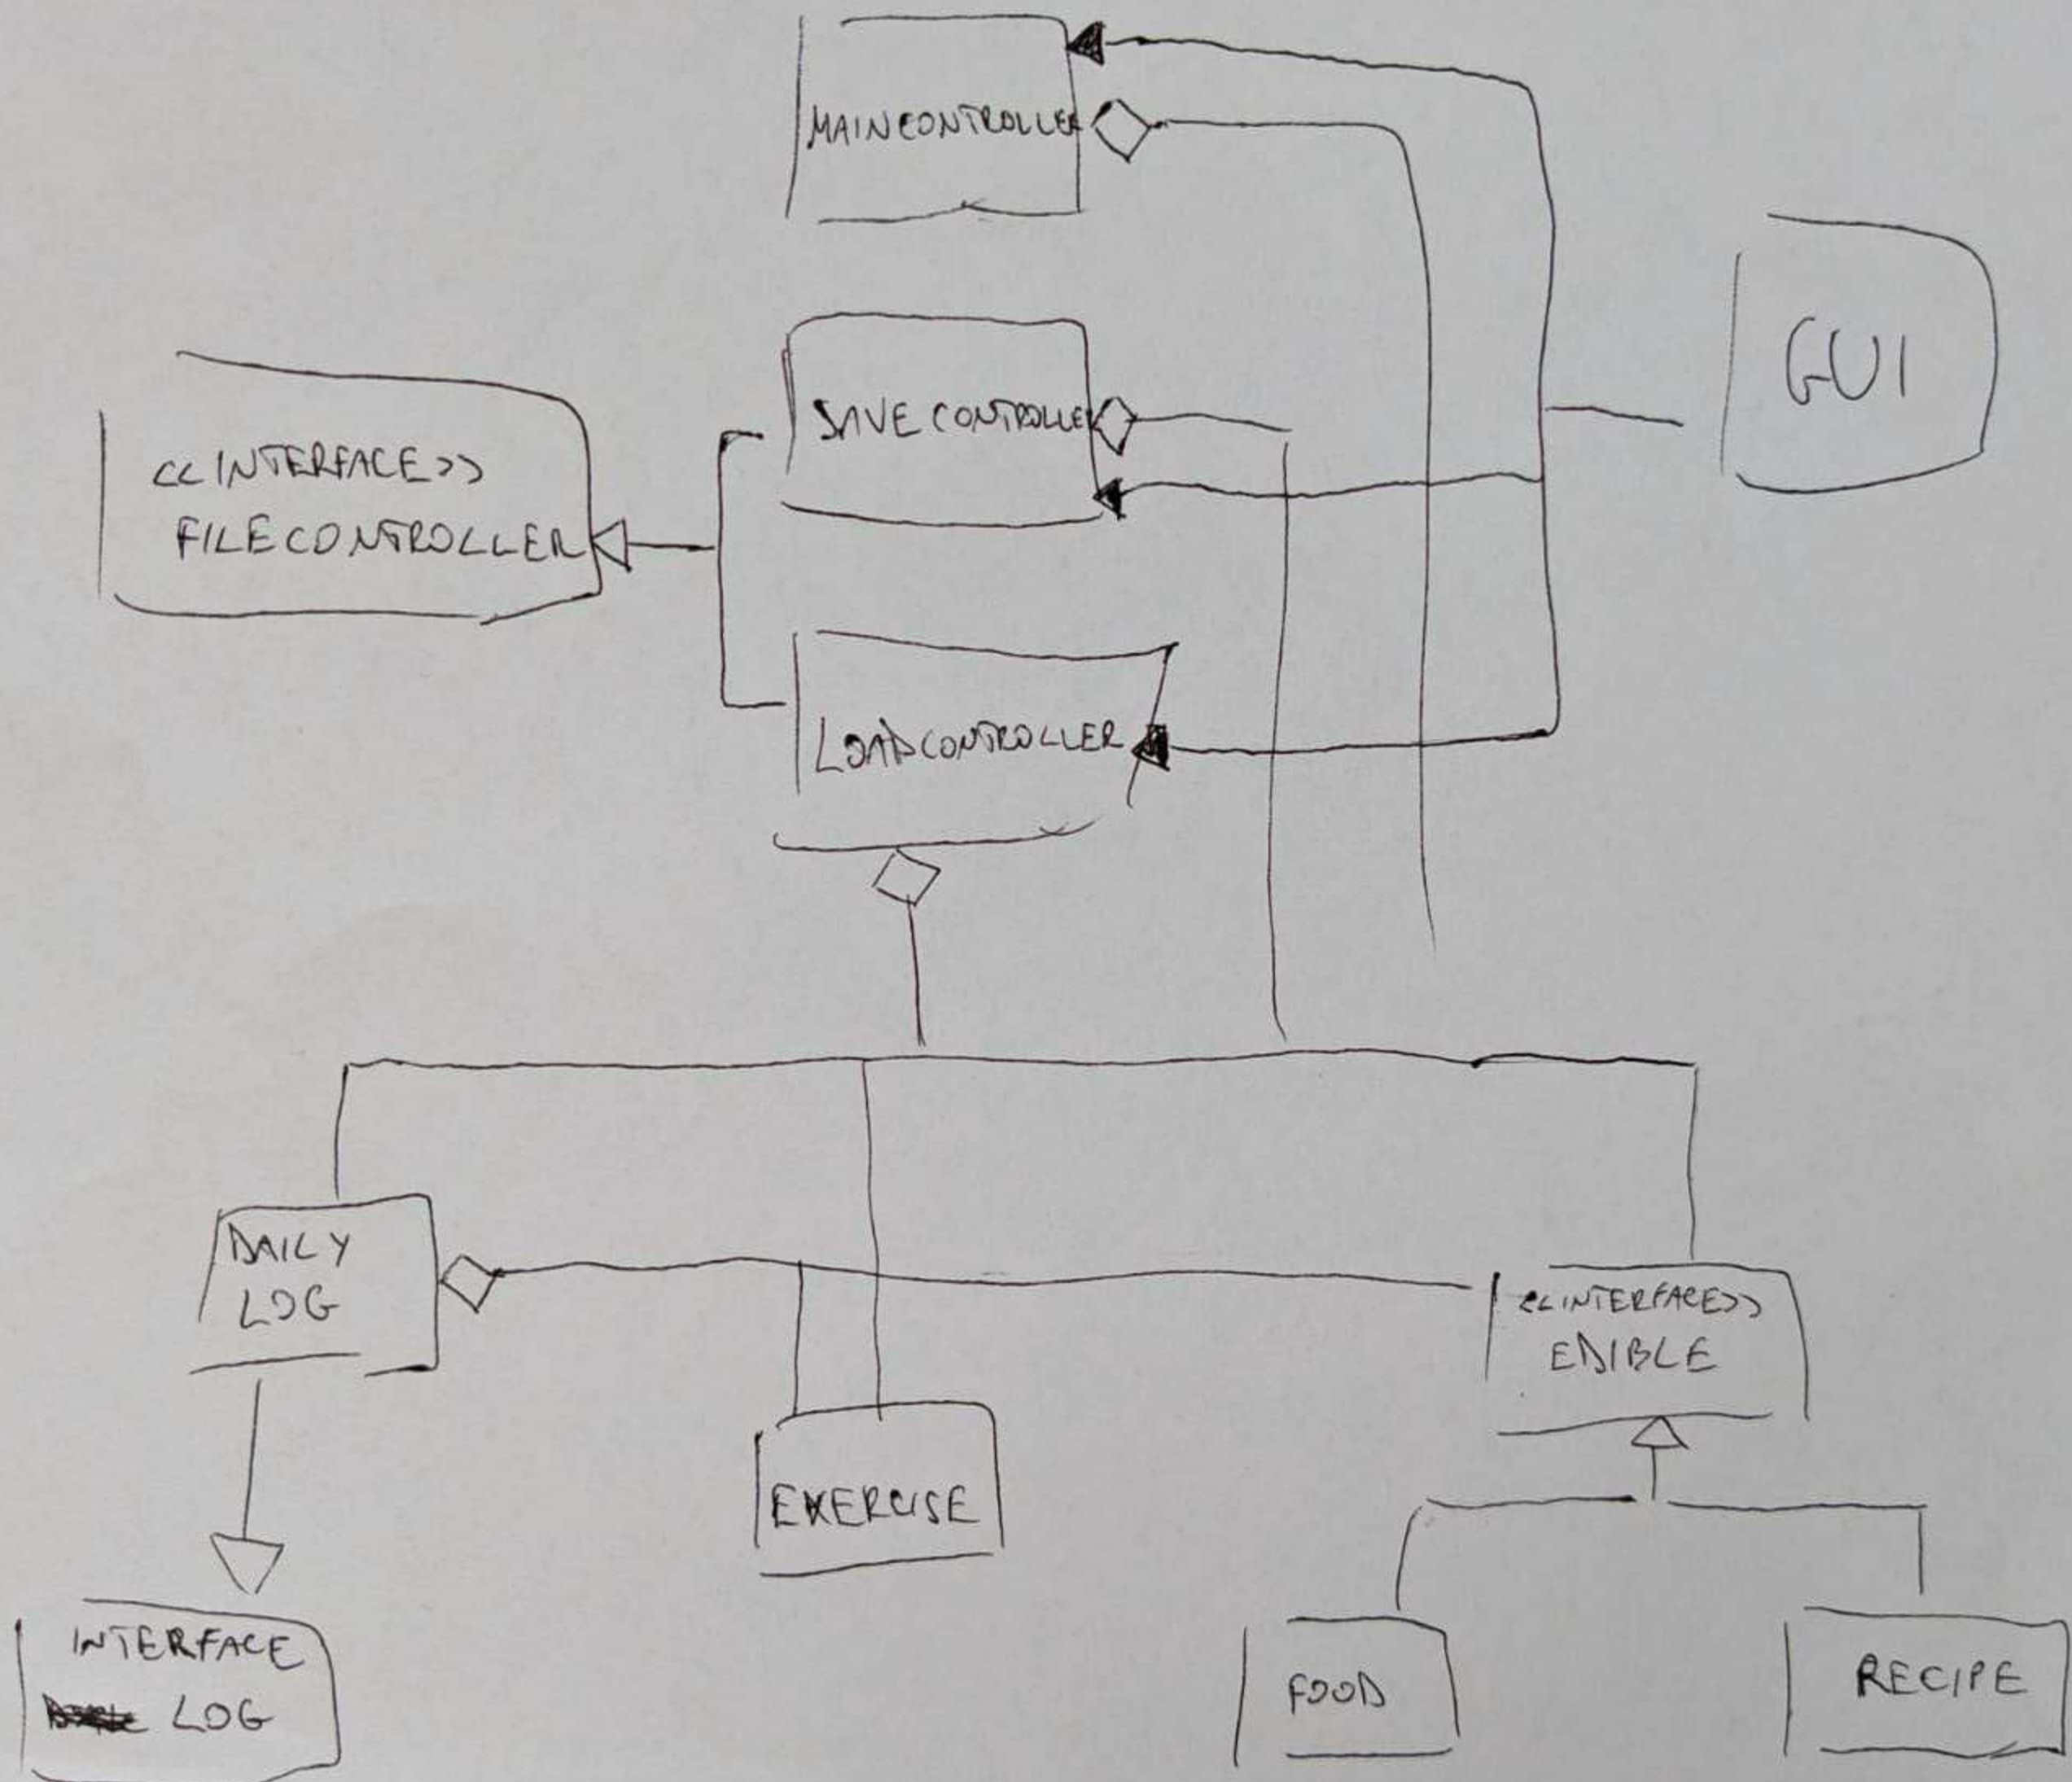 MAINCONTROLLER
GUI
SAVE CONTROLLER
<<INTERFACE>>
FILECONTROLLER
LOADCONTROLLER
DAILY
LOG
<<INTERFACE>>
EDIBLE
EXERCISE
INTERFACE
LOG
FOOD
RECIPE